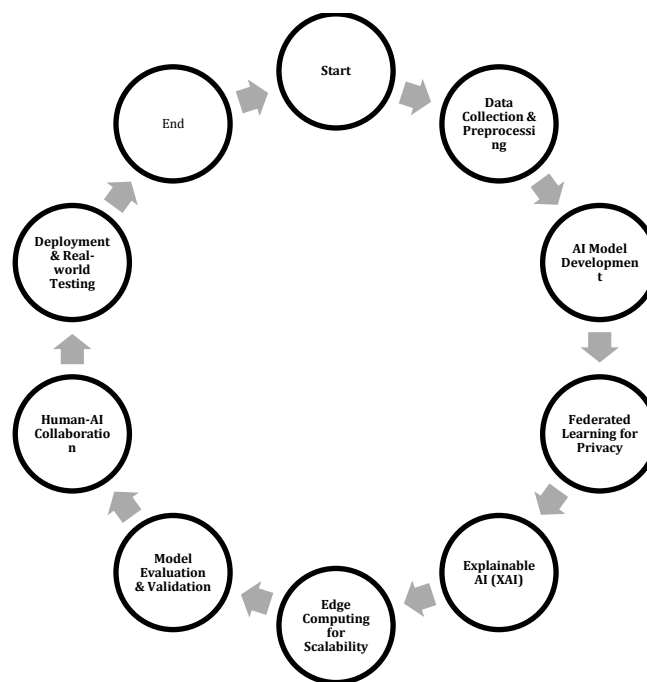 Start
Data
Collection &
Preprocessi
ng
AI Model
Developmen
t
Federated
Learning for
Privacy
Explainable
AI (XAI)
Edge
Computing
for
Scalability
Model
Evaluation
& Validation
Human-AI
Collaboratio
n
Deployment
& Real-
world
Testing
End